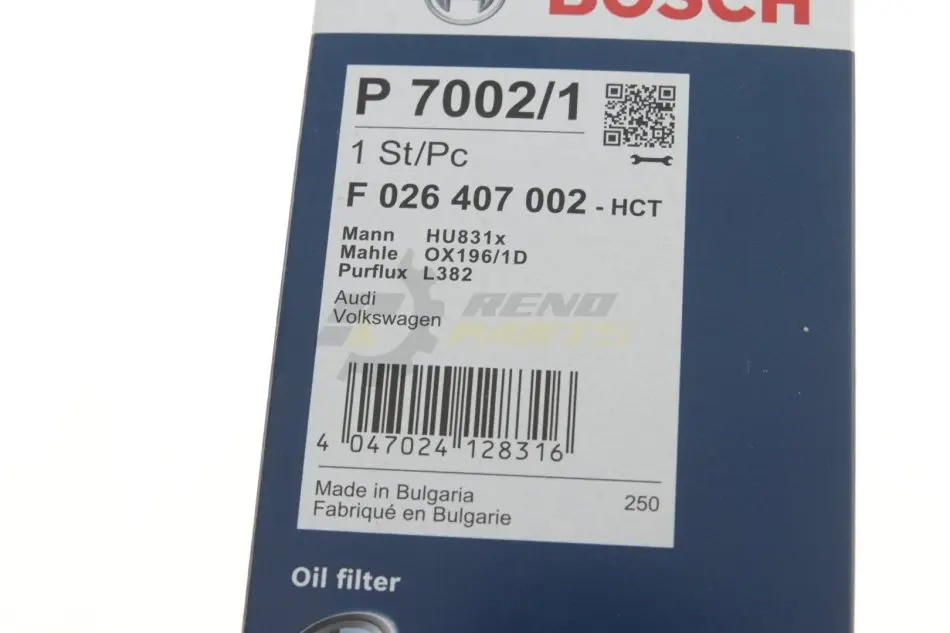 BOSCH
P 7002/1
1 St/Pc
F 026 407 002 - HCT
Mann HU831x
Mahle OX196/1D
Purflux L382
Audi
Volkswagen
RENO
PARTS
4 047024 128316
Made in Bulgaria 250
Fabriqué en Bulgarie
Oil filter